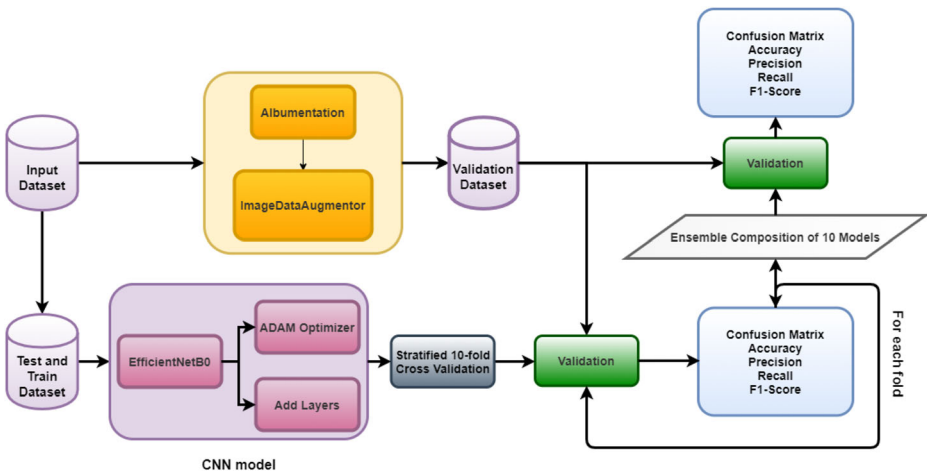 Input
Dataset
Albumentation
ImageDataAugmentor
Validation
Dataset
Validation
Confusion Matrix
Accuracy
Precision
Recall
F1-Score
Ensemble Composition of 10 Models
Test and
Train
Dataset
EfficientNetB0
ADAM Optimizer
Add Layers
CNN model
Stratified 10-fold
Cross Validation
Validation
Confusion Matrix
Accuracy
Precision
Recall
F1-Score
For each fold